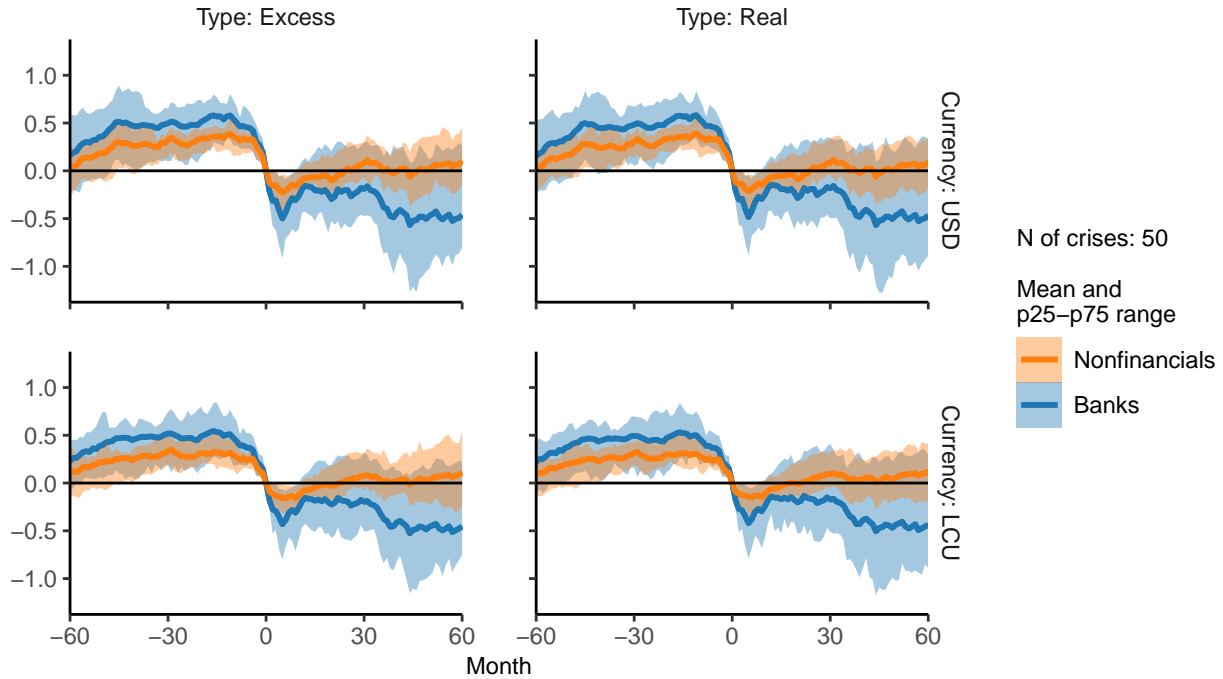 Type: Excess
Type: Real
1.0
0.5
0.0
−0.5
−1.0
Currency: USD
1.0
0.5
0.0
−0.5
−1.0
Currency: LCU
−60
−30
0
30
60
−60
−30
0
30
60
Month
N of crises: 50
Mean and
p25−p75 range
Nonfinancials
Banks